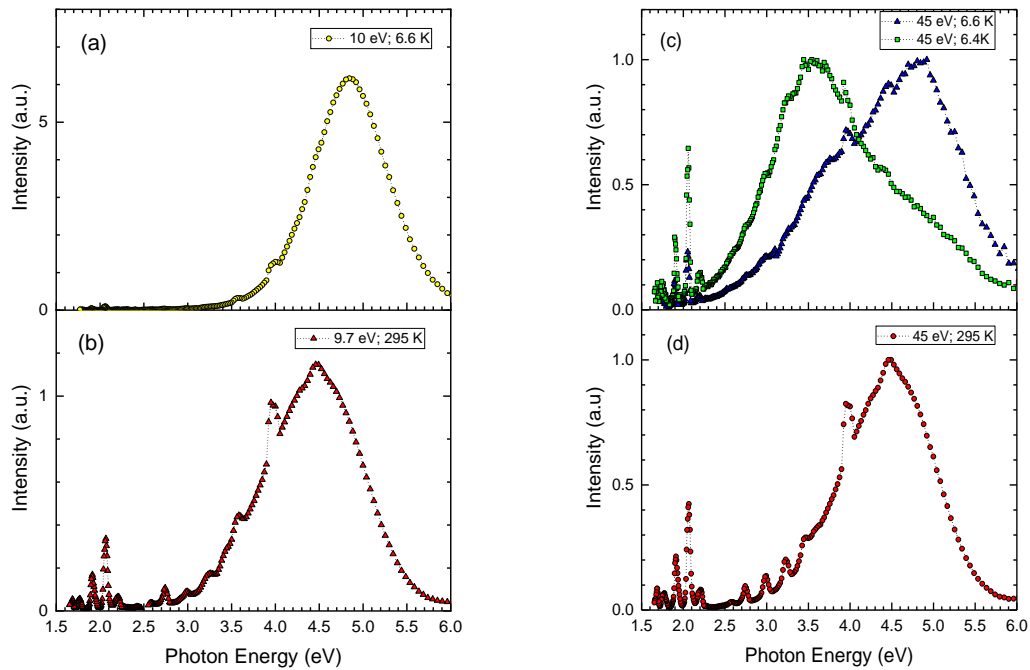 (a)
10 eV; 6.6 K
Intensity (a.u.)
5
0
(b)
9.7 eV; 295 K
Intensity (a.u.)
1
0
1.5 2.0 2.5 3.0 3.5 4.0 4.5 5.0 5.5 6.0
Photon Energy (eV)
(c)
45 eV; 6.6 K
45 eV; 6.4K
Intensity (a.u.)
1.0
0.5
0.0
(d)
45 eV; 295 K
Intensity (a.u)
1.0
0.5
0.0
1.5 2.0 2.5 3.0 3.5 4.0 4.5 5.0 5.5 6.0
Photon Energy (eV)